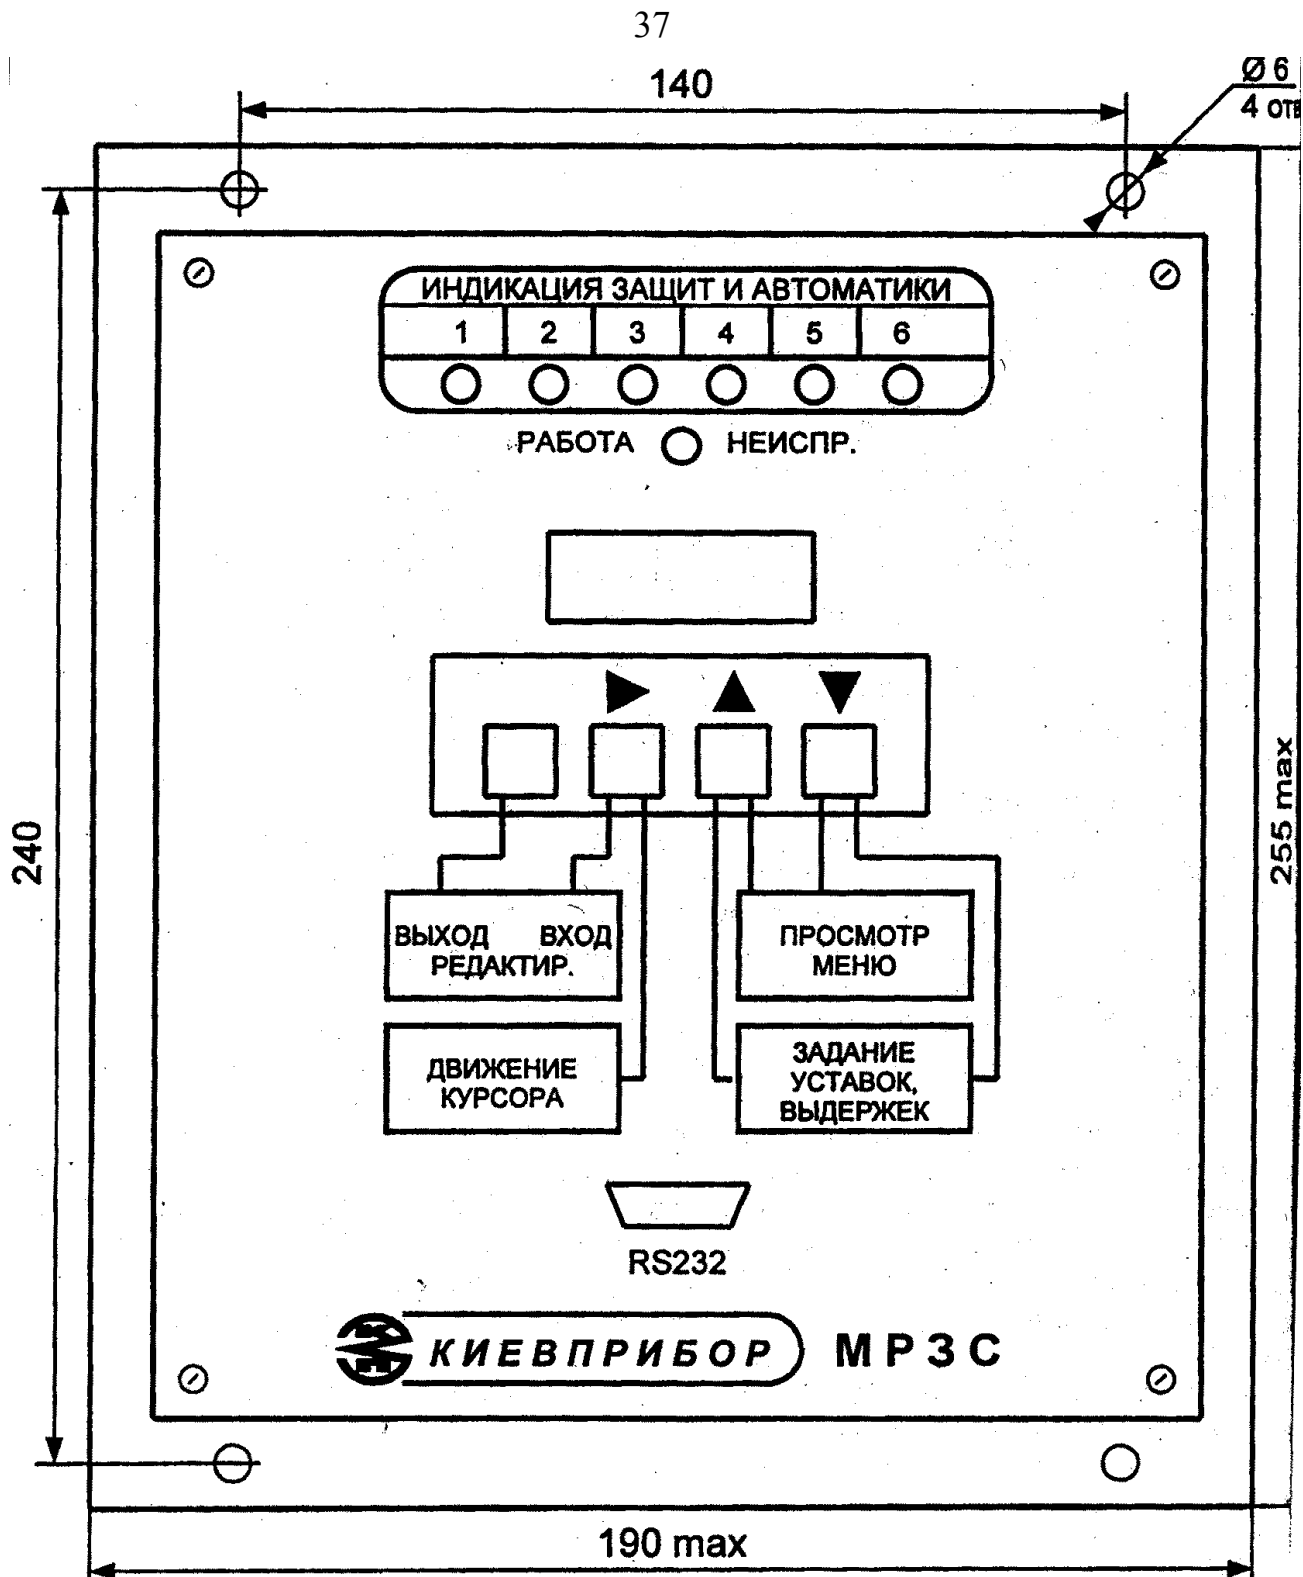 37
140
Ø 6
4 отв
ИНДИКАЦИЯ ЗАЩИТ И АВТОМАТИКИ
1 2 3 4 5 6
РАБОТА НЕИСПР.
240
255 max
ВЫХОД ВХОД
РЕДАКТИР.
ПРОСМОТР
МЕНЮ
ДВИЖЕНИЕ
КУРСОРА
ЗАДАНИЕ
УСТАВОК,
ВЫДЕРЖЕК
RS232
КИЕВПРИБОР МРЗС
190 max